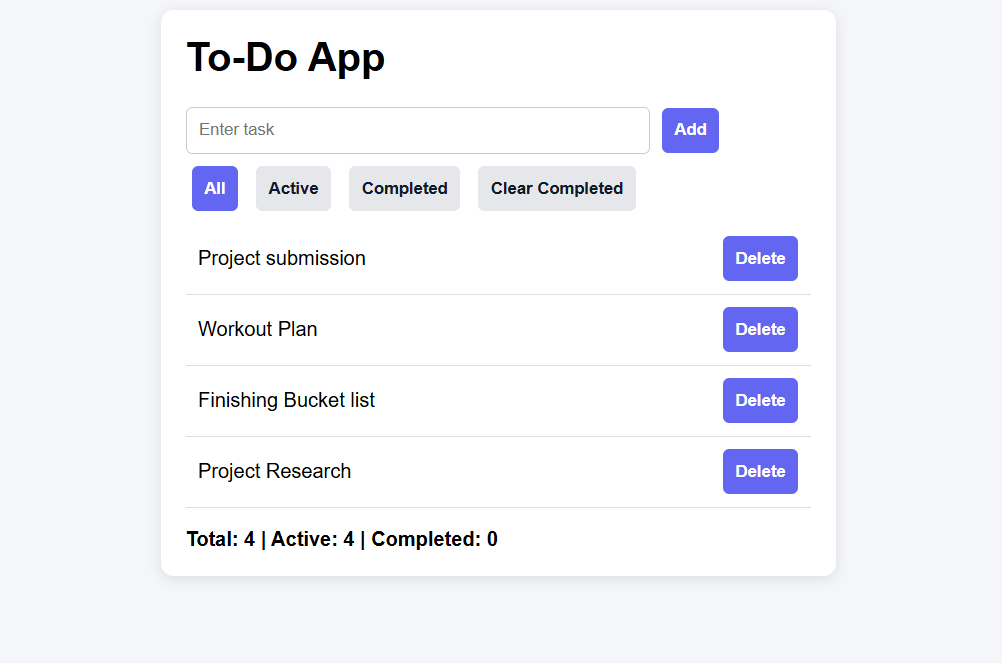 To-Do App
Enter task Add
All Active Completed Clear Completed
Project submission Delete
Workout Plan Delete
Finishing Bucket list Delete
Project Research Delete
Total: 4 | Active: 4 | Completed: 0